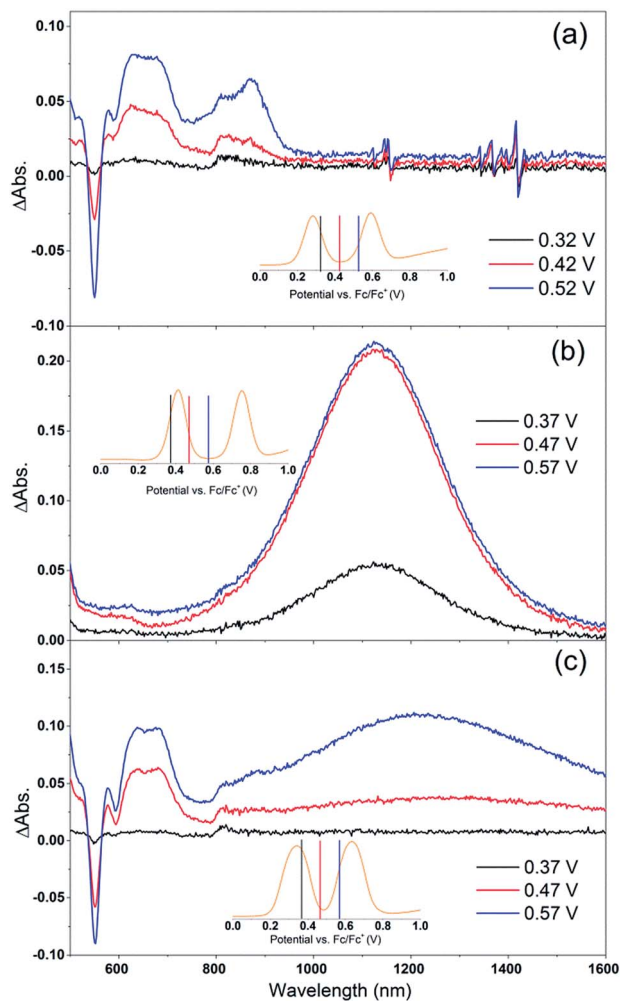 (a)
ΔAbs.
0.10
0.05
0.00
-0.05
-0.10
0.32 V
0.42 V
0.52 V
0.0 0.2 0.4 0.6 0.8 1.0
Potential vs. Fc/Fc⁺ (V)
(b)
ΔAbs.
0.20
0.15
0.10
0.05
0.00
0.37 V
0.47 V
0.57 V
0.0 0.2 0.4 0.6 0.8 1.0
Potential vs. Fc/Fc⁺ (V)
(c)
ΔAbs.
0.15
0.10
0.05
0.00
-0.05
-0.10
0.37 V
0.47 V
0.57 V
0.0 0.2 0.4 0.6 0.8 1.0
Potential vs. Fc/Fc⁺ (V)
600 800 1000 1200 1400 1600
Wavelength (nm)